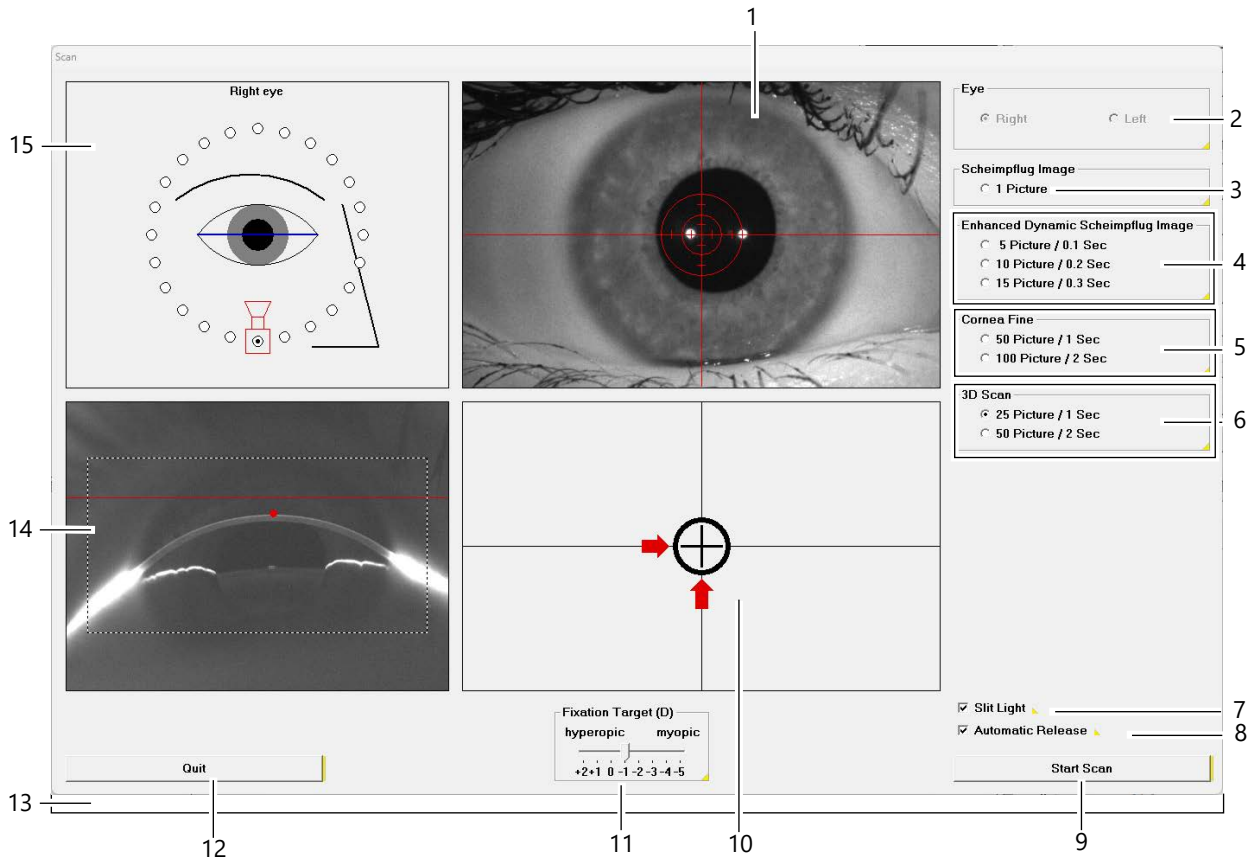 1
Scan
Right eye
15
Eye
Right Left
2
Scheimpflug Image
1 Picture
3
Enhanced Dynamic Scheimpflug Image
5 Picture / 0.1 Sec
10 Picture / 0.2 Sec
15 Picture / 0.3 Sec
4
Cornea Fine
50 Picture / 1 Sec
100 Picture / 2 Sec
5
3D Scan
25 Picture / 1 Sec
50 Picture / 2 Sec
6
14
Slit Light
7
Automatic Release
8
Fixation Target (D)
hyperopic myopic
+2+1 0 -1-2-3-4-5
Quit
Start Scan
13
12
11
10
9